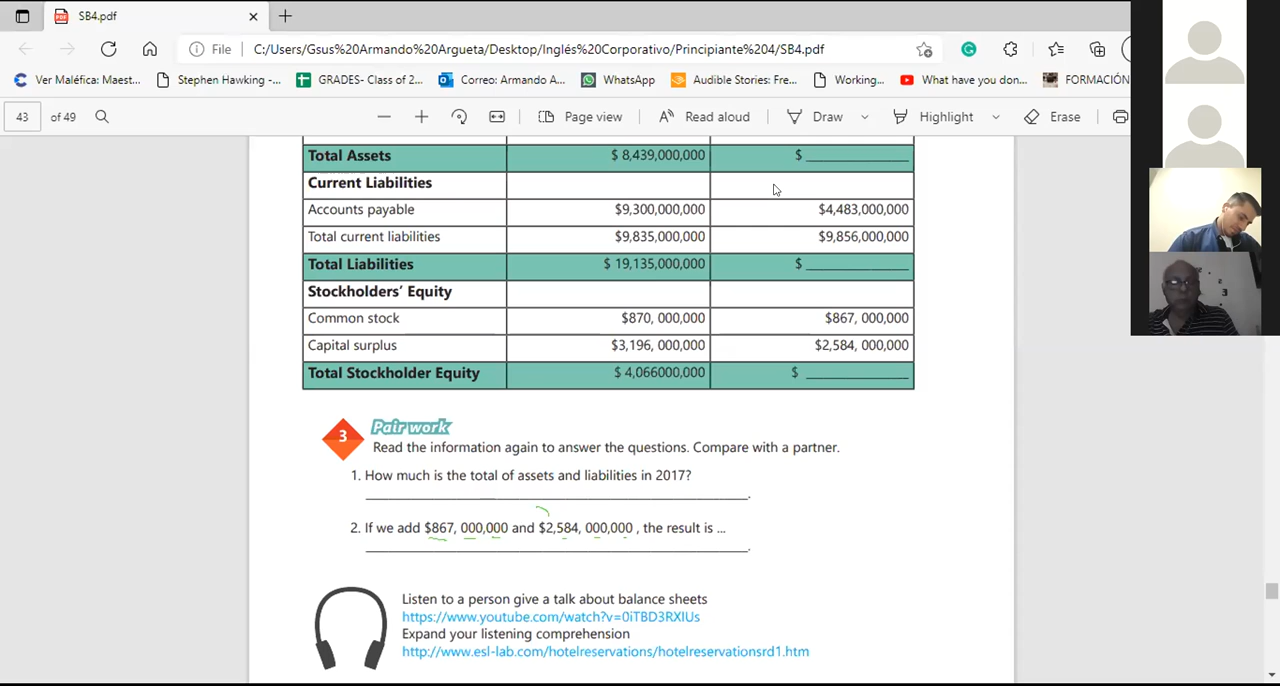 SB4.pdf
File C:/Users/Gsus%20Armando%20Argueta/Desktop/Inglés%20Corporativo/Principiante%204/SB4.pdf
Ver Maléfica: Maest... Stephen Hawking -... GRADES- Class of 2... Correo: Armando A... WhatsApp Audible Stories: Fre... Working... What have you don... FORMACIÓN
43 of 49 Page view Read aloud Draw Highlight Erase
Total Assets $ 8,439,000,000 $ ________________
Current Liabilities
Accounts payable $9,300,000,000 $4,483,000,000
Total current liabilities $9,835,000,000 $9,856,000,000
Total Liabilities $ 19,135,000,000 $ ________________
Stockholders' Equity
Common stock $870, 000,000 $867, 000,000
Capital surplus $3,196, 000,000 $2,584, 000,000
Total Stockholder Equity $ 4,066000,000 $ ________________
3 Pair work
Read the information again to answer the questions. Compare with a partner.
1. How much is the total of assets and liabilities in 2017?
________________________________________________.
2. If we add $867, 000,000 and $2,584, 000,000 , the result is ...
________________________________________________.
Listen to a person give a talk about balance sheets
https://www.youtube.com/watch?v=0iTBD3RXIUs
Expand your listening comprehension
http://www.esl-lab.com/hotelreservations/hotelreservationsrd1.htm